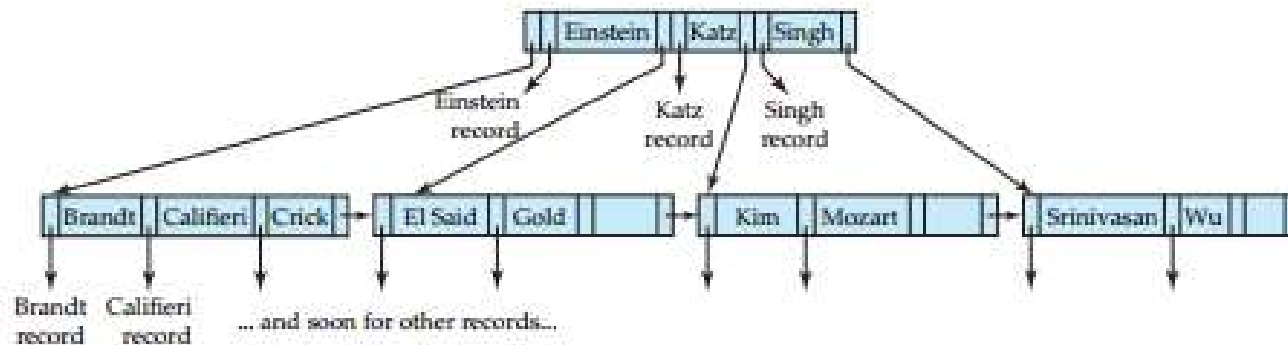 Einstein Katz Singh
Einstein
record
Katz
record
Singh
record
Brandt Califieri Crick El Said Gold Kim Mozart Srinivasan Wu
Brandt
record
Califieri
record
... and soon for other records...